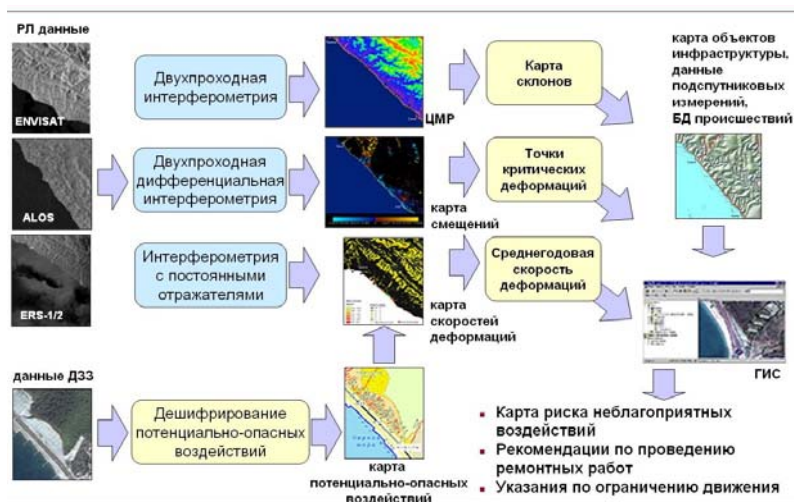 РЛ данные
ENVISAT
ALOS
ERS-1/2
Двухпроходная
интерферометрия
ЦМР
Карта
склонов
карта объектов
инфраструктуры,
данные
подспутниковых
измерений,
БД происшествий
Двухпроходная
дифференциальная
интерферометрия
карта
смещений
Точки
критических
деформаций
Интерферометрия
с постоянными
отражателями
карта
скоростей
деформаций
Среднегодовая
скорость
деформаций
ГИС
данные ДЗЗ
Дешифрирование
потенциально-опасных
воздействий
карта
потенциально-опасных
воздействий
▪ Карта риска неблагоприятных
воздействий
▪ Рекомендации по проведению
ремонтных работ
▪ Указания по ограничению движения